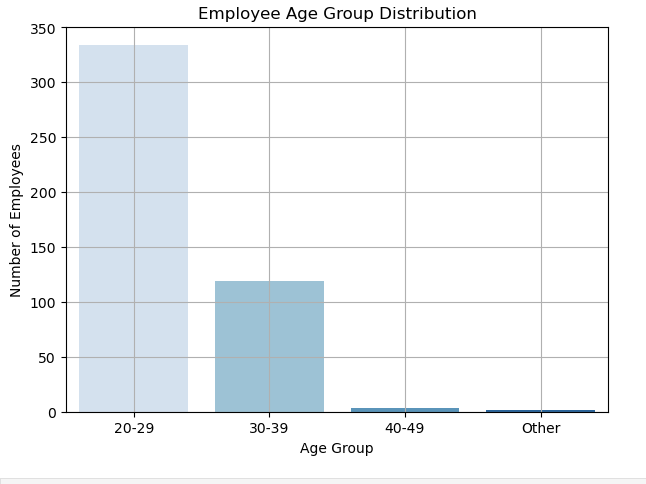 Employee Age Group Distribution
350
300
250
200
150
100
50
0
Number of Employees
20-29 30-39 40-49 Other
Age Group